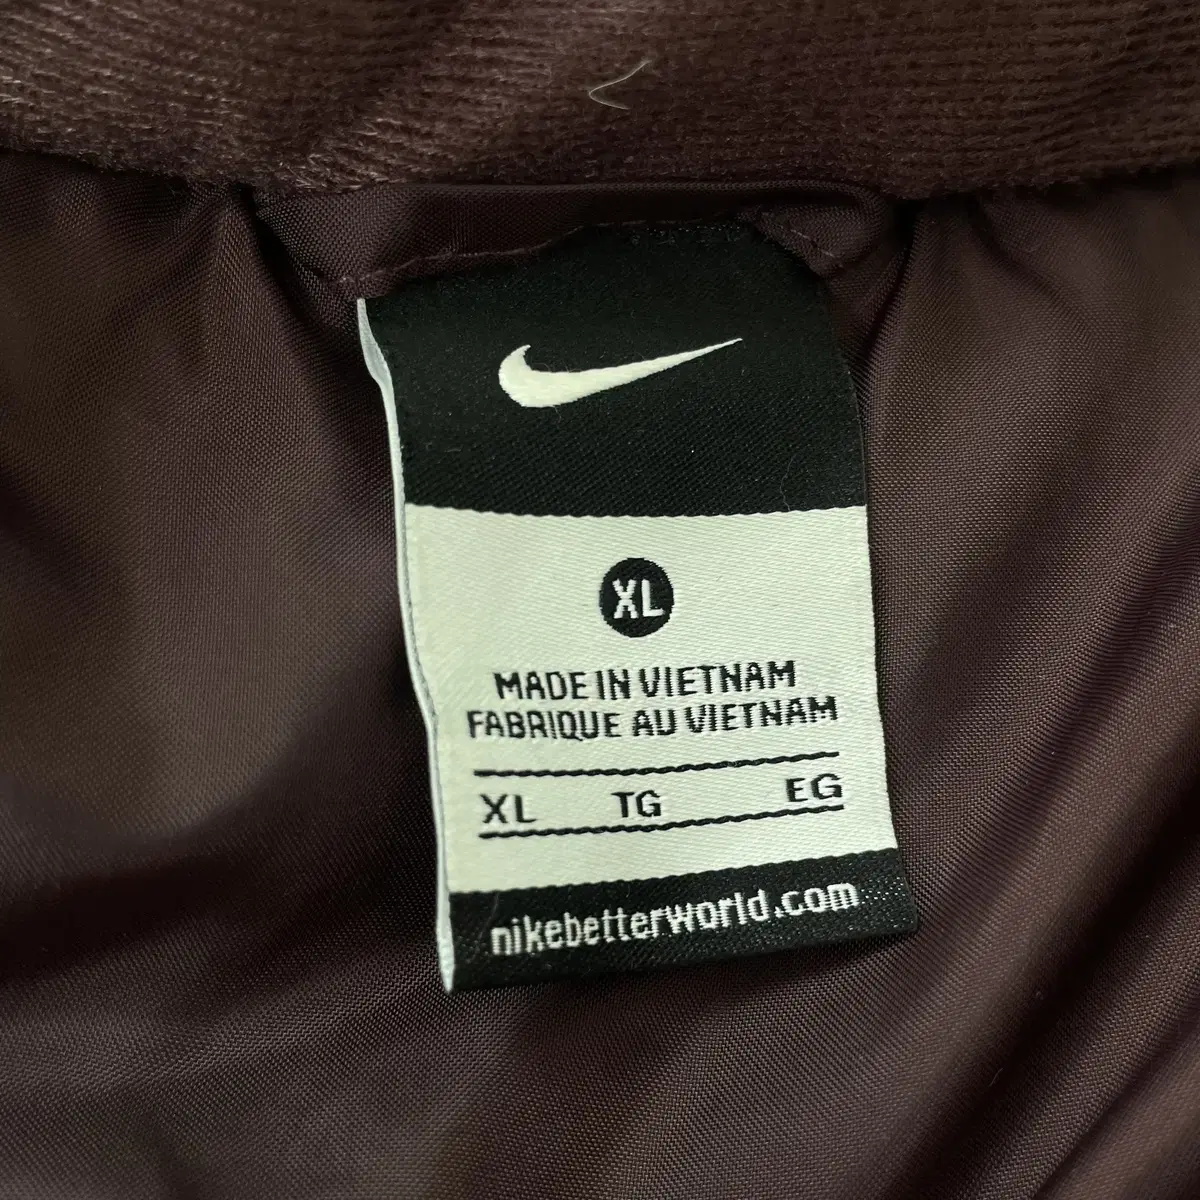 XL
MADE IN VIETNAM
FABRIQUE AU VIETNAM
XL TG EG
nikebetterworld.com